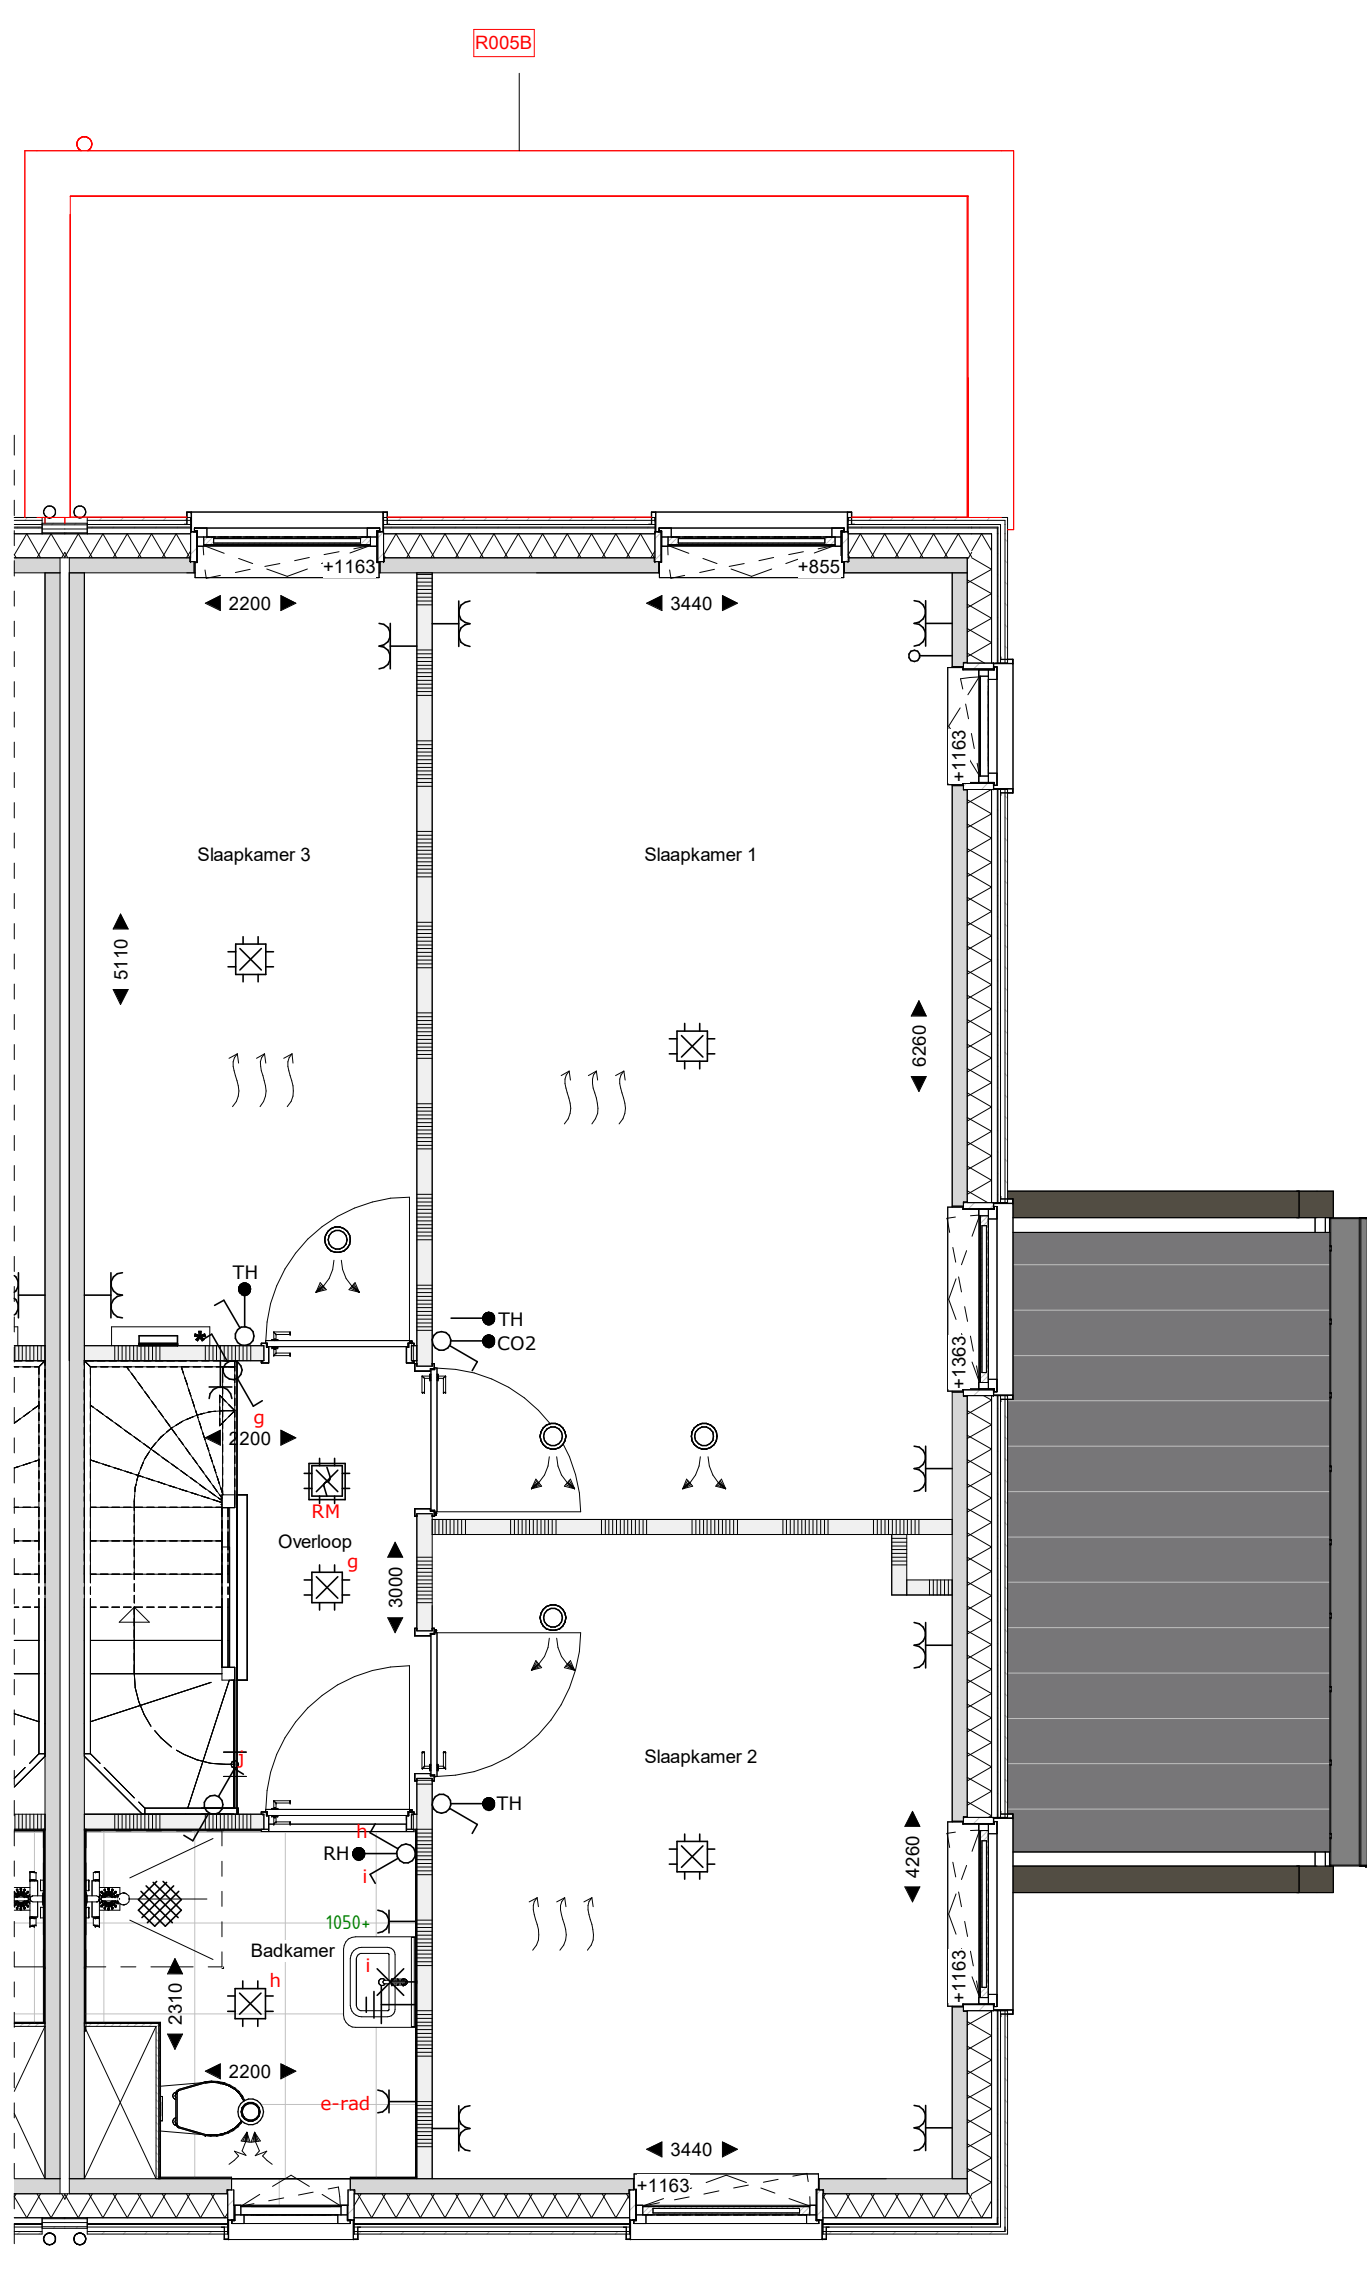 R005B
+1163
+855
2200
3440
+1163
Slaapkamer 3
Slaapkamer 1
5110
6260
TH
TH
*
CO2
+1363
g
2200
RM
Overloop
g
3000
Slaapkamer 2
j
TH
h
RH
i
4260
1050+
Badkamer
i
h
+1163
2310
2200
e-rad
3440
+1163